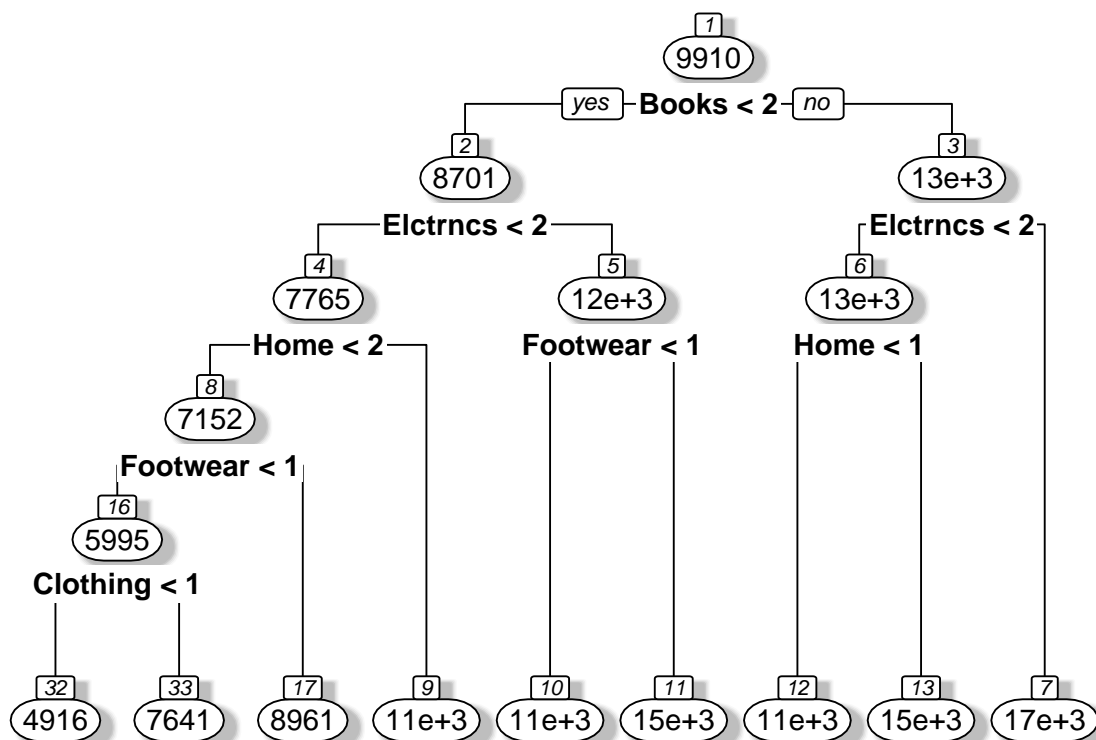 1
9910
yes Books < 2 no
2 3
8701 13e+3
Elctrncs < 2 Elctrncs < 2
4 5 6
7765 12e+3 13e+3
Home < 2 Footwear < 1 Home < 1
8
7152
Footwear < 1
16
5995
Clothing < 1
32 33 17 9 10 11 12 13 7
4916 7641 8961 11e+3 11e+3 15e+3 11e+3 15e+3 17e+3